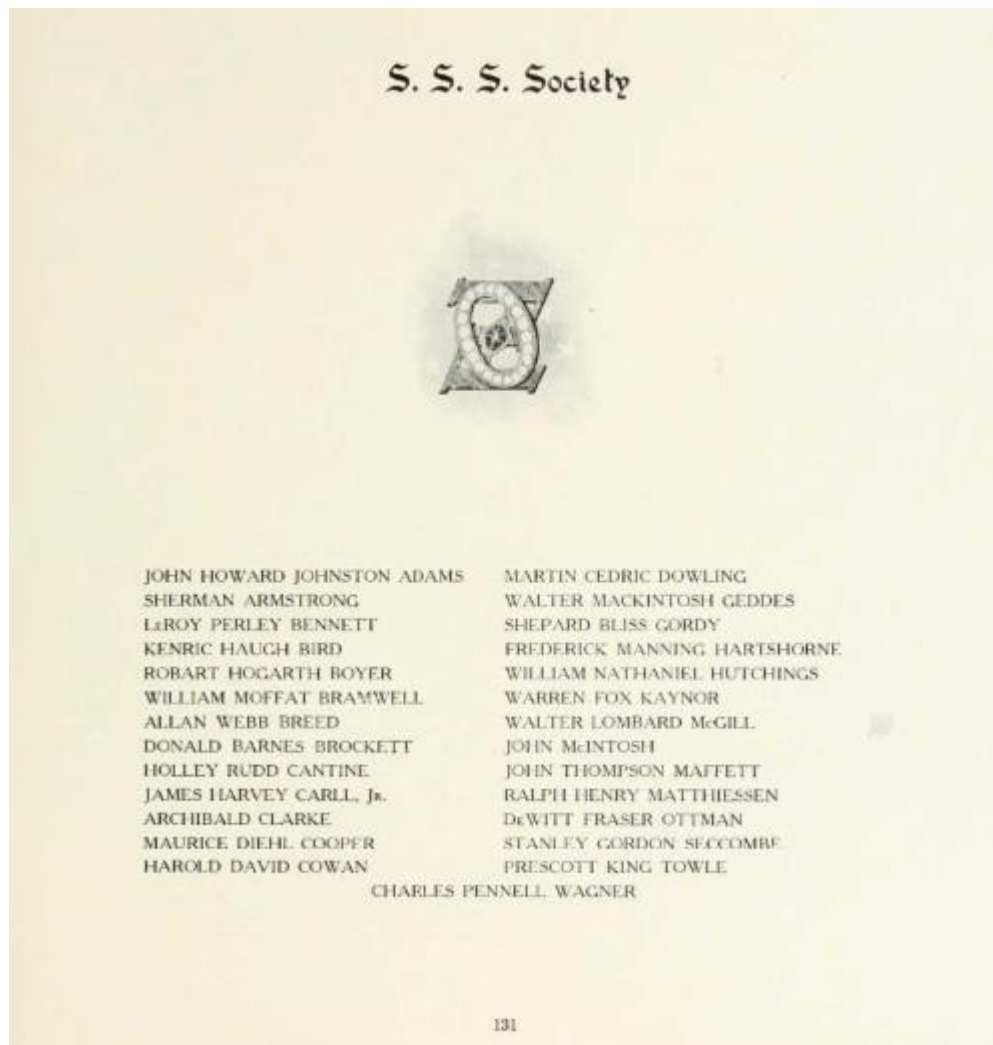 S. S. S. Society
JOHN HOWARD JOHNSTON ADAMS
SHERMAN ARMSTRONG
LeROY PERLEY BENNETT
KENRIC HAUGH BIRD
ROBART HOGARTH BOYER
WILLIAM MOFFAT BRAMWELL
ALLAN WEBB BREED
DONALD BARNES BROCKETT
HOLLEY RUDD CANTINE
JAMES HARVEY CARLL, Jr.
ARCHIBALD CLARKE
MAURICE DIEHL COOPER
HAROLD DAVID COWAN
MARTIN CEDRIC DOWLING
WALTER MACKINTOSH GEDDES
SHEPARD BLISS GORDY
FREDERICK MANNING HARTSHORNE
WILLIAM NATHANIEL HUTCHINGS
WARREN FOX KAYNOR
WALTER LOMBARD McGILL
JOHN McINTOSH
JOHN THOMPSON MAFFETT
RALPH HENRY MATTHIESSEN
DeWITT FRASER OTTMAN
STANLEY GORDON SECCOMBE
PRESCOTT KING TOWLE
CHARLES PENNELL WAGNER
131